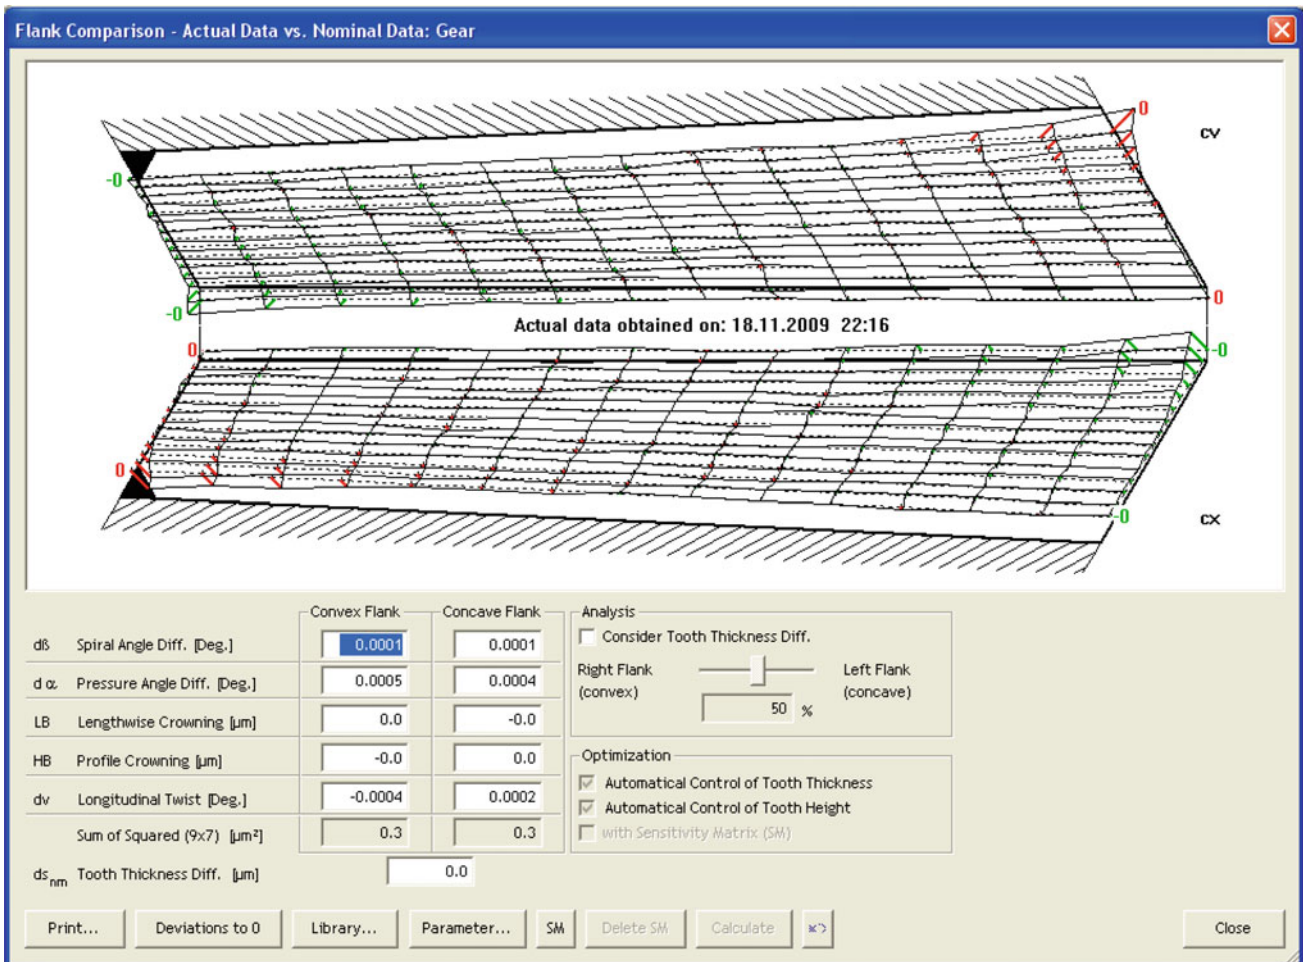 Flank Comparison - Actual Data vs. Nominal Data: Gear
0
CV
-0
-0
0
Actual data obtained on: 18.11.2009 22:16
0
-0
0
-0
CX
Convex Flank Concave Flank
dß Spiral Angle Diff. [Deg.] 0.0001 0.0001
d α Pressure Angle Diff. [Deg.] 0.0005 0.0004
LB Lengthwise Crowning [µm] 0.0 -0.0
HB Profile Crowning [µm] -0.0 0.0
dv Longitudinal Twist [Deg.] -0.0004 0.0002
Sum of Squared (9x7) [µm²] 0.3 0.3
ds nm Tooth Thickness Diff. [µm] 0.0
Analysis
Consider Tooth Thickness Diff.
Right Flank Left Flank
(convex) (concave)
50 %
Optimization
Automatical Control of Tooth Thickness
Automatical Control of Tooth Height
with Sensitivity Matrix (SM)
Print... Deviations to 0 Library... Parameter... SM Delete SM Calculate Close